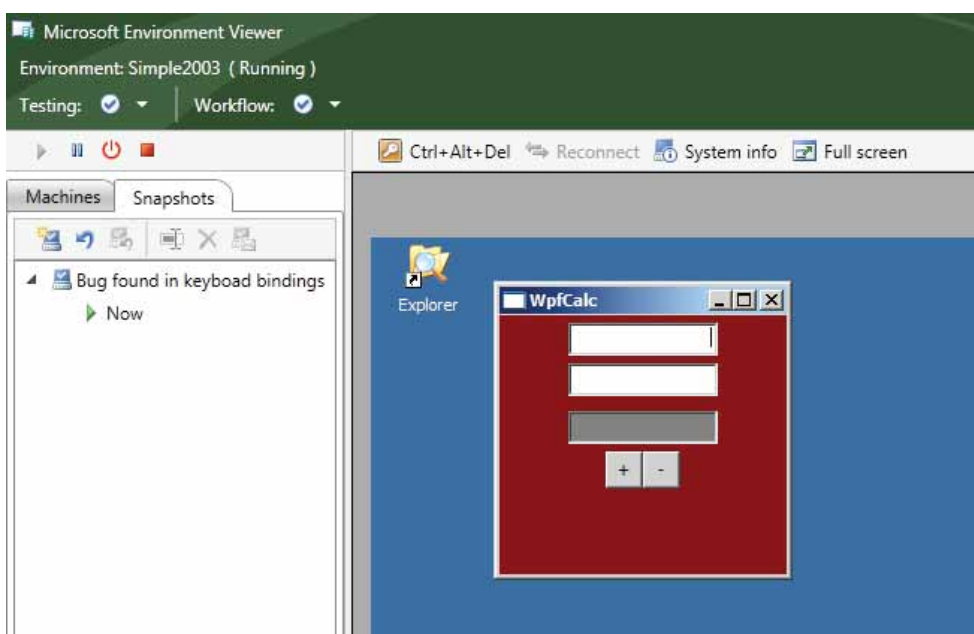 Microsoft Environment Viewer
Environment: Simple2003 ( Running )
Testing:
Workflow:
Ctrl+Alt+Del Reconnect System info Full screen
Machines Snapshots
Bug found in keyboad bindings
Now
Explorer
WpfCalc
+ -